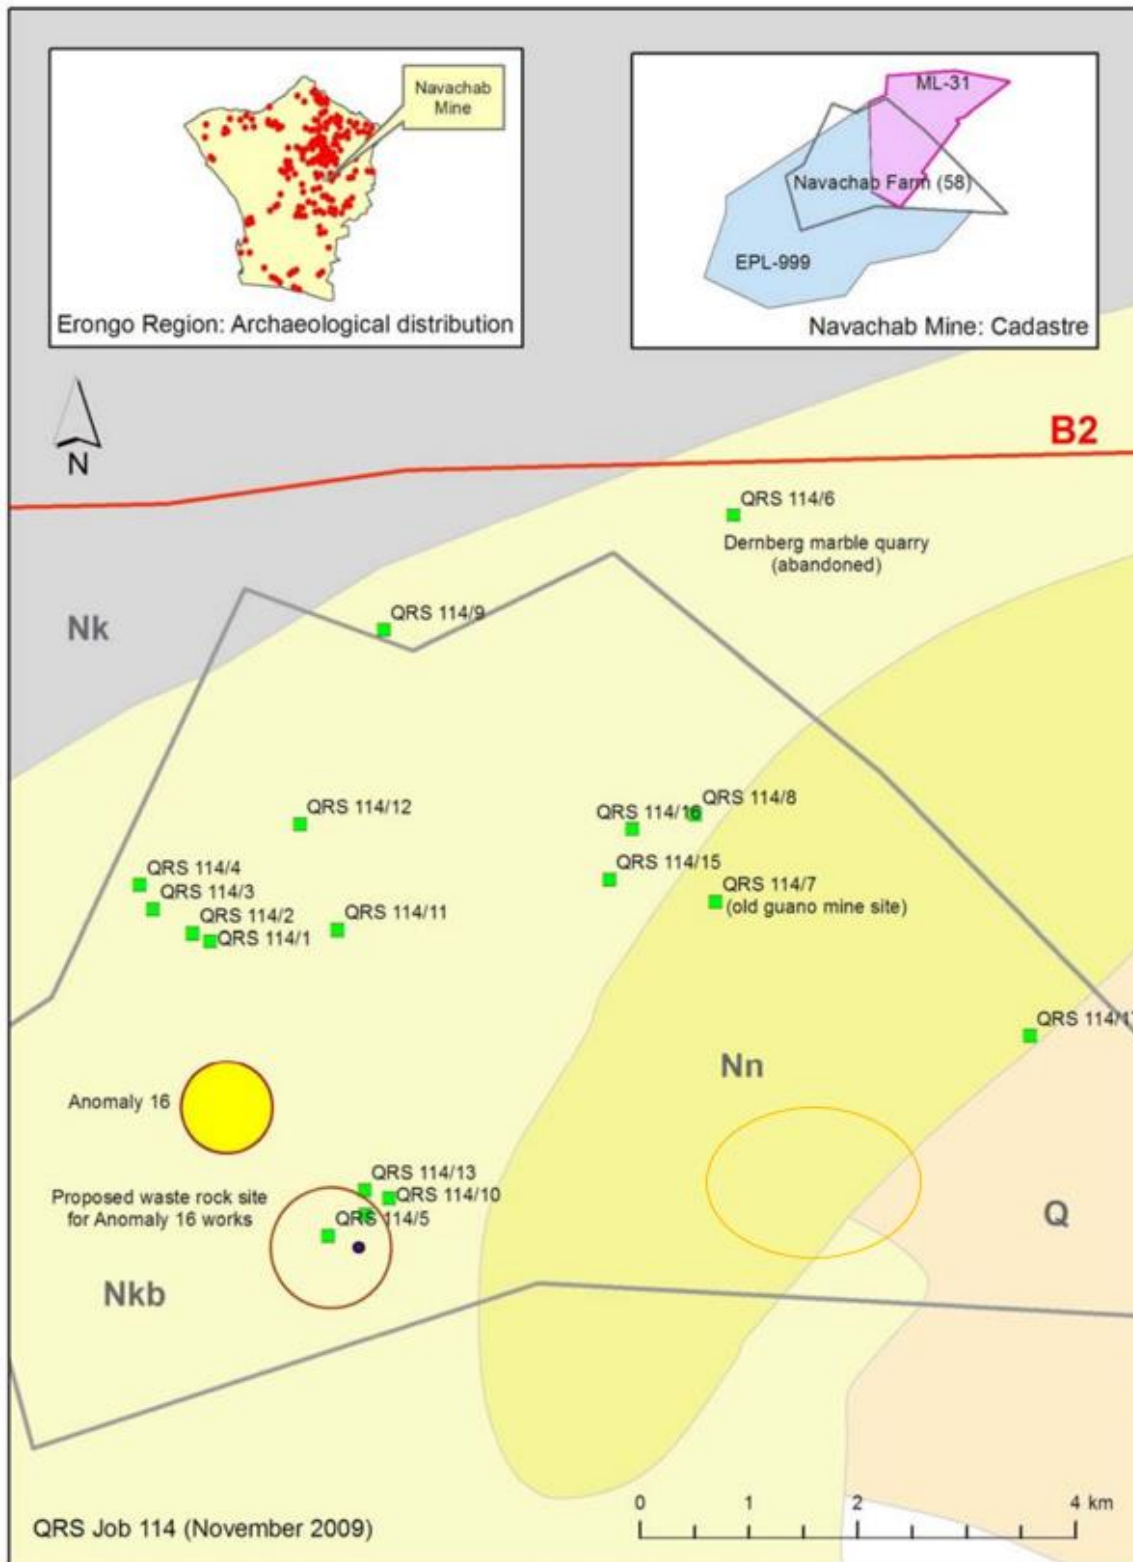 Navachab
Mine
Erongo Region: Archaeological distribution
ML-31
Navachab Farm (58)
EPL-999
Navachab Mine: Cadastre
N
B2
QRS 114/6
Dernberg marble quarry
(abandoned)
Nk
QRS 114/9
QRS 114/12
QRS 114/8
QRS 114/16
QRS 114/4
QRS 114/15
QRS 114/3
QRS 114/7
(old guano mine site)
QRS 114/2
QRS 114/11
QRS 114/1
QRS 114/17
Nn
Anomaly 16
QRS 114/13
Proposed waste rock site
for Anomaly 16 works
QRS 114/10
QRS 114/5
Q
Nkb
0 1 2 4 km
QRS Job 114 (November 2009)